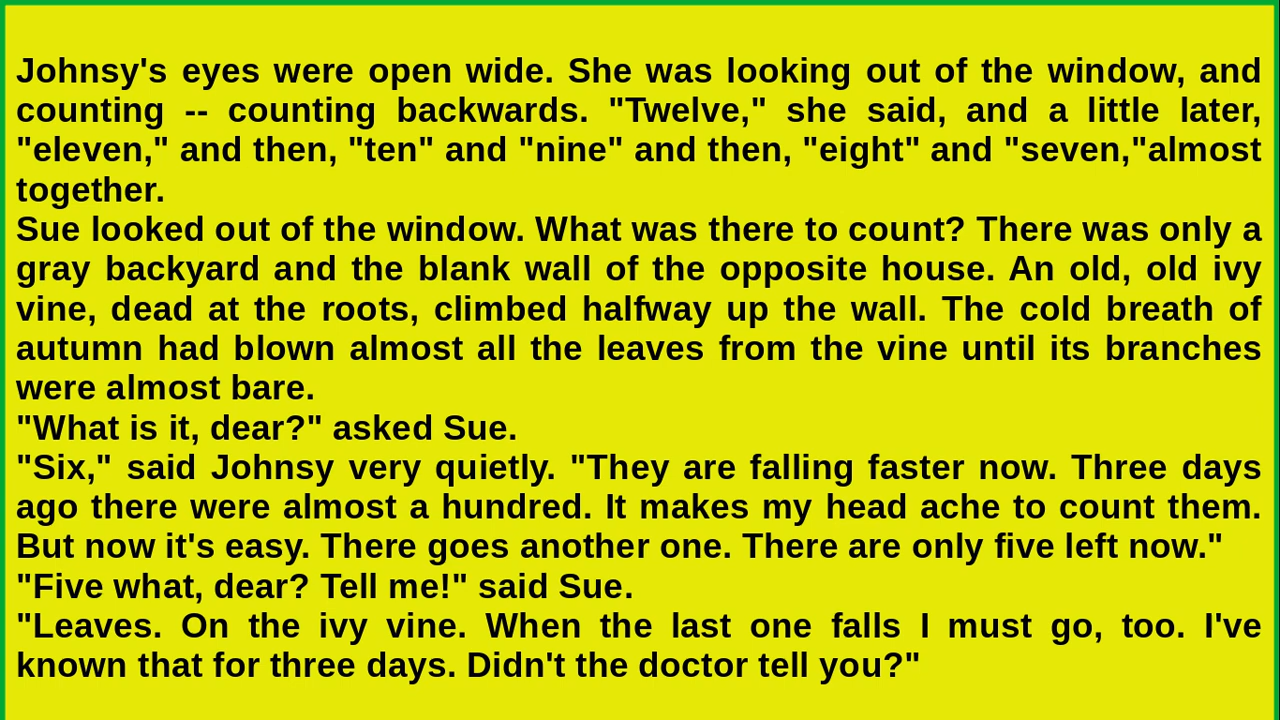 Johnsy's eyes were open wide. She was looking out of the window, and
counting -- counting backwards. "Twelve," she said, and a little later,
"eleven," and then, "ten" and "nine" and then, "eight" and "seven,"almost
together.
Sue looked out of the window. What was there to count? There was only a
gray backyard and the blank wall of the opposite house. An old, old ivy
vine, dead at the roots, climbed halfway up the wall. The cold breath of
autumn had blown almost all the leaves from the vine until its branches
were almost bare.
"What is it, dear?" asked Sue.
"Six," said Johnsy very quietly. "They are falling faster now. Three days
ago there were almost a hundred. It makes my head ache to count them.
But now it's easy. There goes another one. There are only five left now."
"Five what, dear? Tell me!" said Sue.
"Leaves. On the ivy vine. When the last one falls I must go, too. I've
known that for three days. Didn't the doctor tell you?"